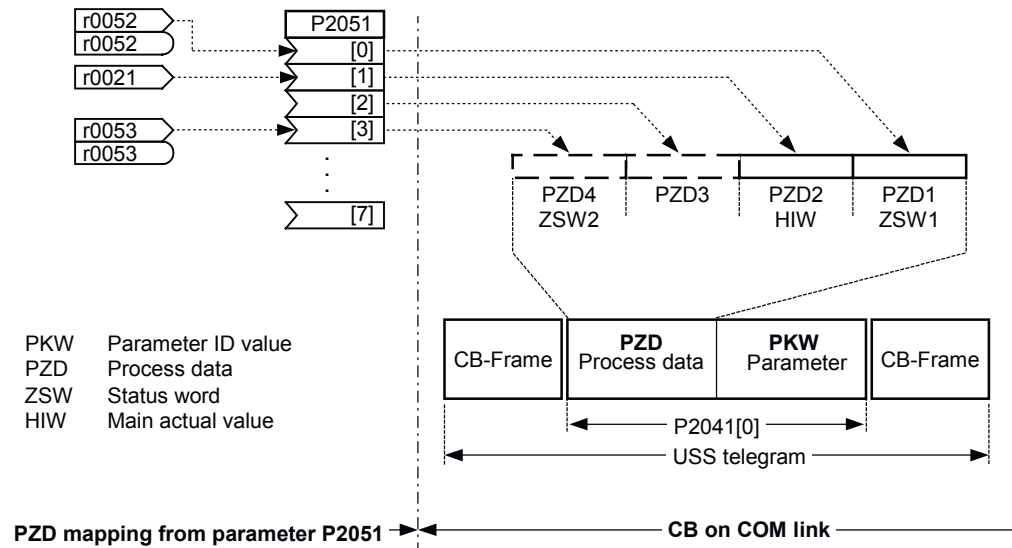 r0052
r0052
P2051
[0]
r0021
[1]
[2]
r0053
[3]
r0053
[7]
PZD4
ZSW2
PZD3
PZD2
HIW
PZD1
ZSW1
PKW Parameter ID value
PZD Process data
ZSW Status word
HIW Main actual value
CB-Frame
PZD
Process data
PKW
Parameter
CB-Frame
P2041[0]
USS telegram
PZD mapping from parameter P2051
CB on COM link